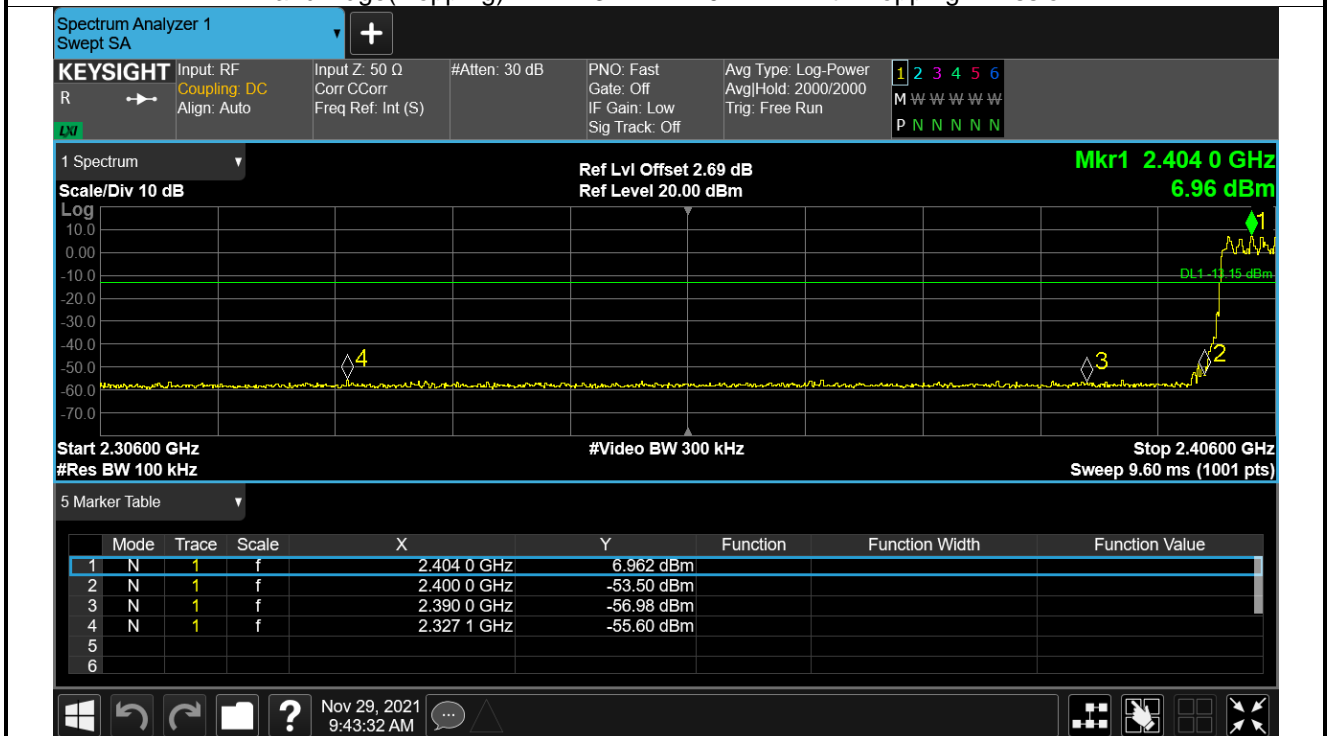 Spectrum Analyzer 1
Swept SA
+
KEYSIGHT Input: RF Input Z: 50 Ω #Atten: 30 dB PNO: Fast Avg Type: Log-Power 1 2 3 4 5 6
R Coupling: DC Corr CCorr Gate: Off Avg|Hold: 2000/2000 M W W W W W
Align: Auto Freq Ref: Int (S) IF Gain: Low Trig: Free Run
LXI Sig Track: Off P N N N N N
1 Spectrum Ref Lvl Offset 2.69 dB Mkr1 2.404 0 GHz
Scale/Div 10 dB Ref Level 20.00 dBm 6.96 dBm
Log
10.0 1
0.00
-10.0 DL1 -13.15 dBm
-20.0
-30.0
-40.0
4 3 2
-50.0
-60.0
-70.0
Start 2.30600 GHz #Video BW 300 kHz Stop 2.40600 GHz
#Res BW 100 kHz Sweep 9.60 ms (1001 pts)
5 Marker Table
Mode Trace Scale X Y Function Function Width Function Value
1 N 1 f 2.404 0 GHz 6.962 dBm
2 N 1 f 2.400 0 GHz -53.50 dBm
3 N 1 f 2.390 0 GHz -56.98 dBm
4 N 1 f 2.327 1 GHz -55.60 dBm
5
6
? Nov 29, 2021
9:43:32 AM